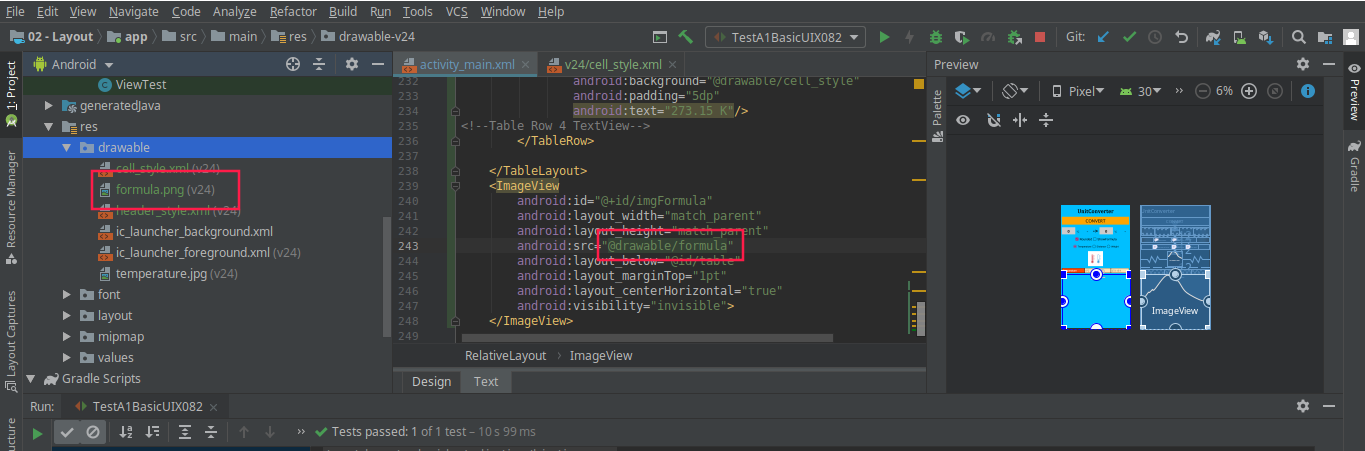 File Edit View Navigate Code Analyze Refactor Build Run Tools VCS Window Help
02 - Layout app src main res drawable-v24 TestA1BasicUIX082 Git:
1: Project
Resource Manager
Layout Captures
Android
ViewTest
generatedJava
res
drawable
cell_style.xml (v24)
formula.png (v24)
header_style.xml (v24)
ic_launcher_background.xml
ic_launcher_foreground.xml (v24)
temperature.jpg (v24)
font
layout
mipmap
values
Gradle Scripts
activity_main.xml v24/cell_style.xml
232 android:background="@drawable/cell_style"
233 android:padding="5dp"
234 android:text="273.15 K"/>
235 <!--Table Row 4 TextView-->
236 </TableRow>
237
238 </TableLayout>
239 <ImageView
240 android:id="@+id/imgFormula"
241 android:layout_width="match_parent"
242 android:layout_height="match_parent"
243 android:src="@drawable/formula"
244 android:layout_below="@id/table"
245 android:layout_marginTop="1pt"
246 android:layout_centerHorizontal="true"
247 android:visibility="invisible">
248 </ImageView>
249
RelativeLayout ImageView
Design Text
Preview
Palette
Pixel 30 6%
UnitConverter
CONVERT
UnitConverter
ImageView
Preview
Gradle
Run: TestA1BasicUIX082
Tests passed: 1 of 1 test – 10 s 99 ms